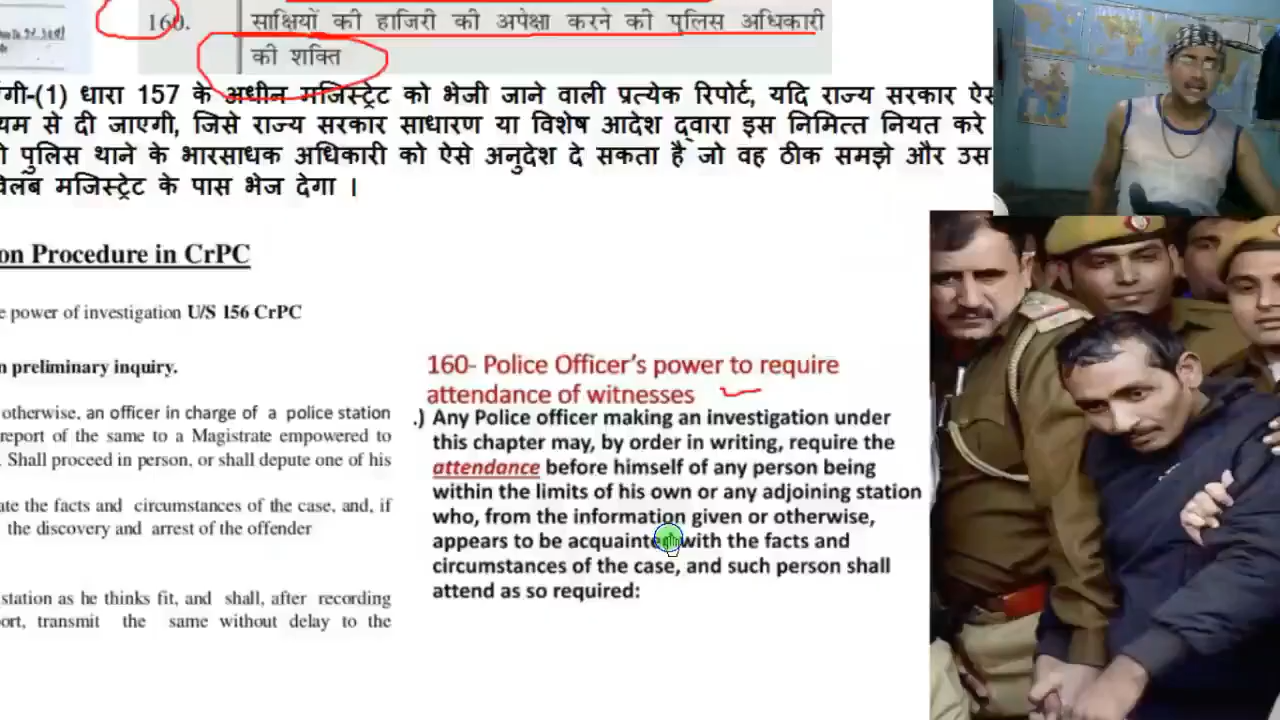 160.
साक्षियों की हाजिरी की अपेक्षा करने की पुलिस अधिकारी
की शक्ति
गी-(1) धारा 157 के अधीन मजिस्ट्रेट को भेजी जाने वाली प्रत्येक रिपोर्ट, यदि राज्य सरकार ऐस
यम से दी जाएगी, जिसे राज्य सरकार साधारण या विशेष आदेश द्वारा इस निमित्त नियत करे
पुलिस थाने के भारसाधक अधिकारी को ऐसे अनुदेश दे सकता है जो वह ठीक समझे और उस
विलंब मजिस्ट्रेट के पास भेज देगा ।
on Procedure in CrPC
e power of investigation U/S 156 CrPC
n preliminary inquiry.
otherwise, an officer in charge of a police station
report of the same to a Magistrate empowered to
. Shall proceed in person, or shall depute one of his
ate the facts and circumstances of the case, and, if
the discovery and arrest of the offender
station as he thinks fit, and shall, after recording
ort, transmit the same without delay to the
160- Police Officer’s power to require
attendance of witnesses
.) Any Police officer making an investigation under
this chapter may, by order in writing, require the
attendance before himself of any person being
within the limits of his own or any adjoining station
who, from the information given or otherwise,
appears to be acquainted with the facts and
circumstances of the case, and such person shall
attend as so required: